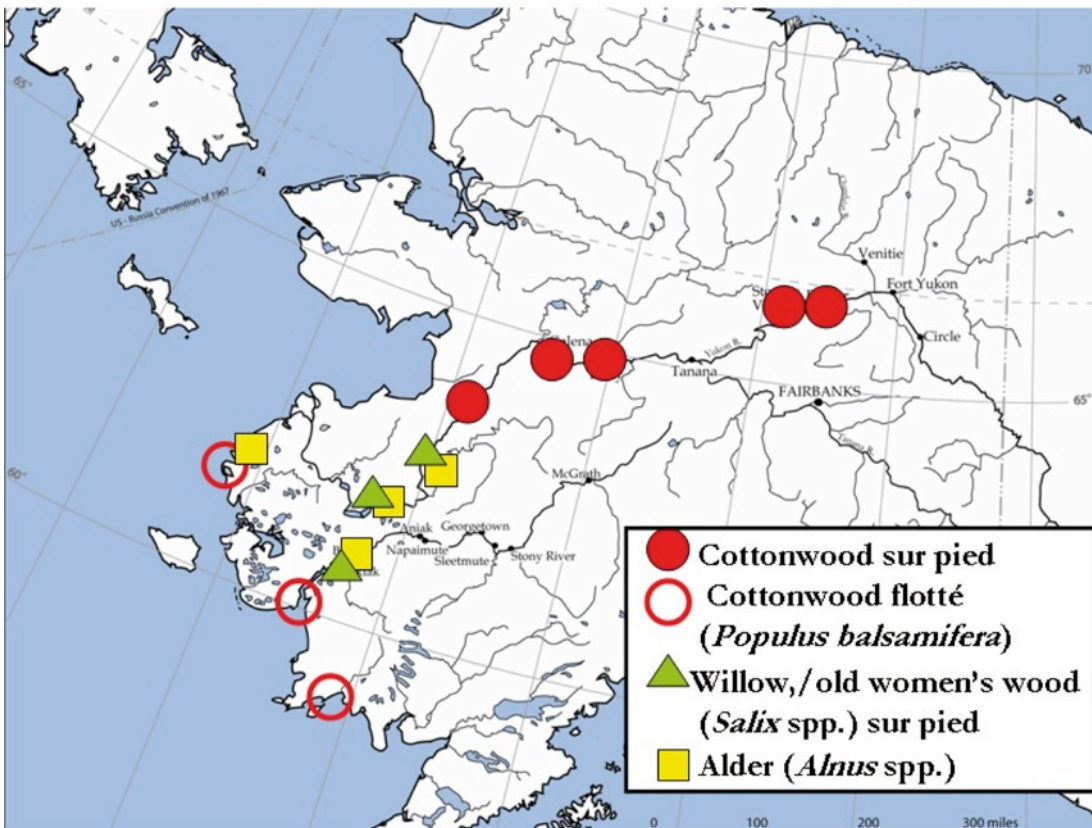 70°
65°
US - Russia Convention of 1967
Venitie
Fort Yukon
Circle
Yukon R.
Tanana
FAIRBANKS
Tanana R.
65°
60°
McGrath
Aniak
Georgetown
Napaimute
Sleetmute
Stony River
Cottonwood sur pied
Cottonwood flotté
(Populus balsamifera)
Willow,/old women's wood
(Salix spp.) sur pied
Alder (Alnus spp.)
0 100 200 300 miles